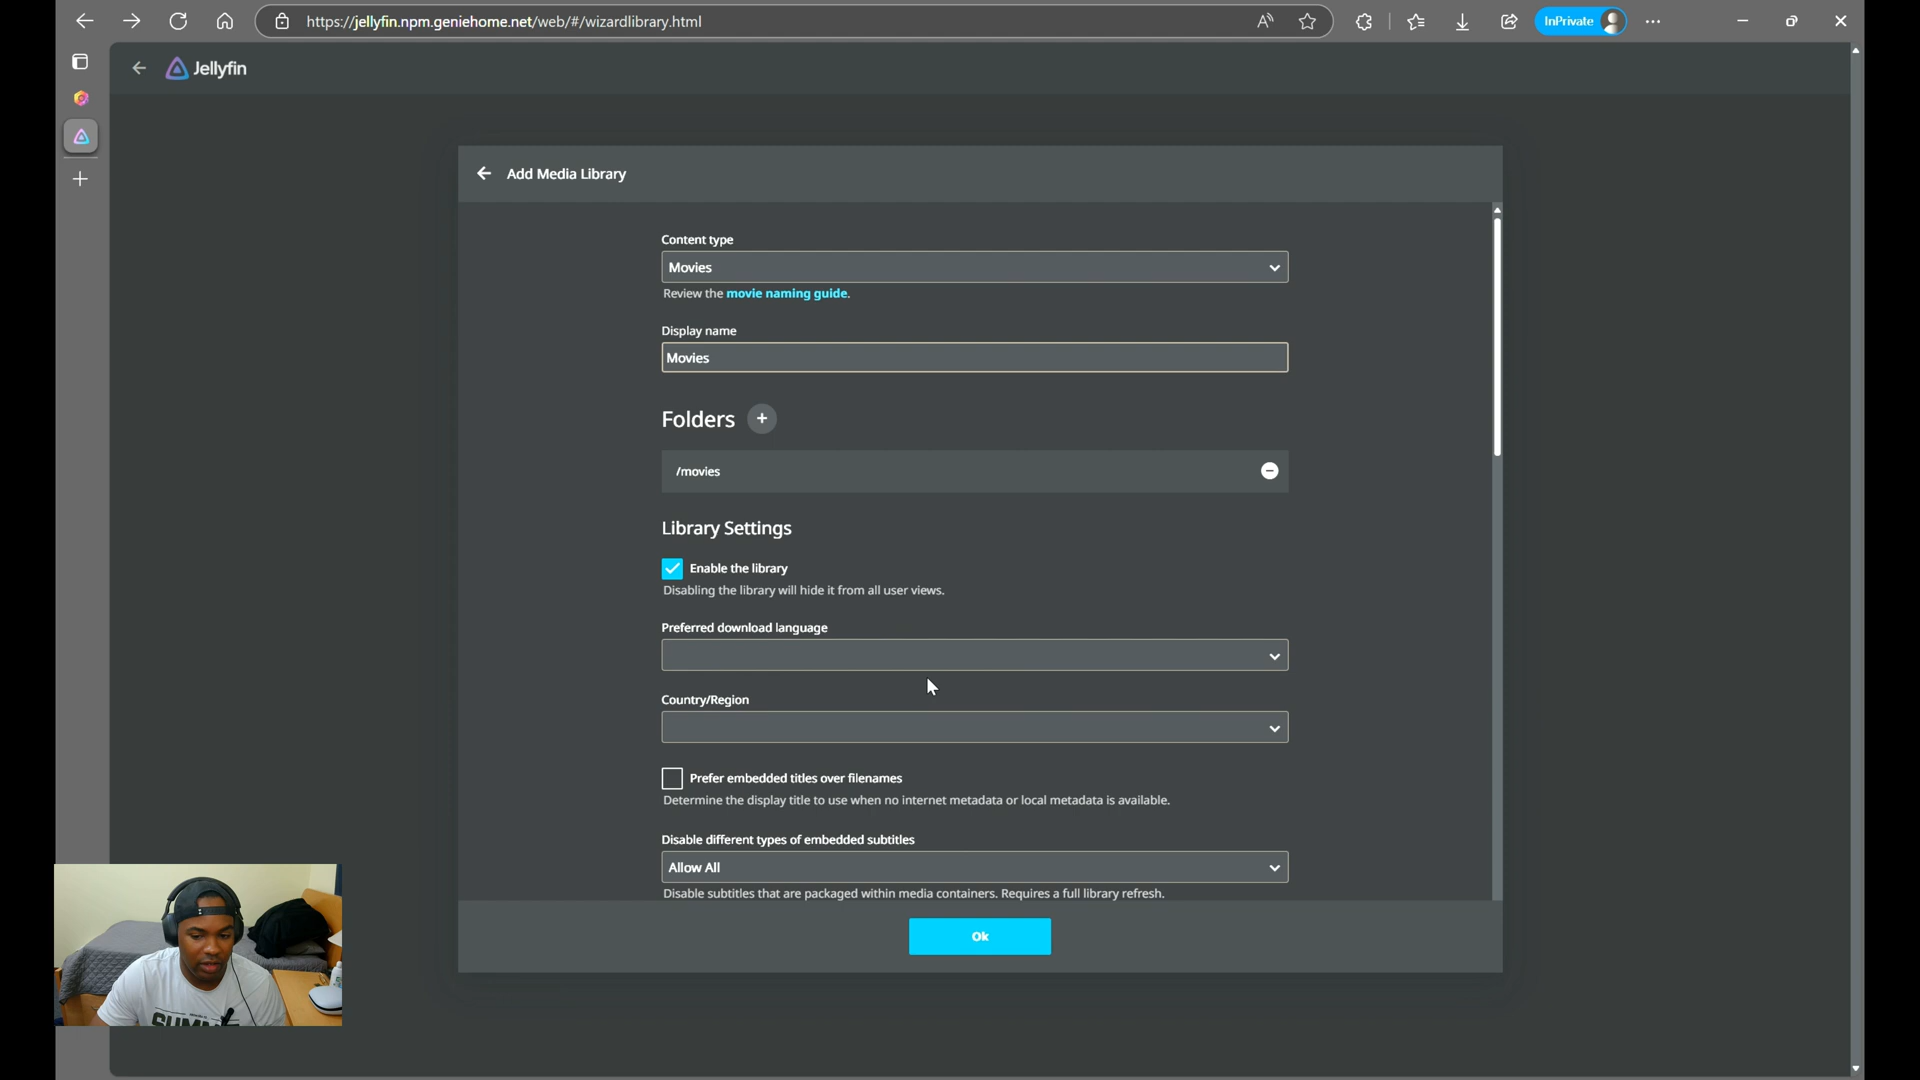 https://jellyfin.npm.geniehome.net/web/#/wizardlibrary.html
InPrivate
Jellyfin
Add Media Library
Content type
Movies
Review the movie naming guide.
Display name
Movies
Folders
/movies
Library Settings
Enable the library
Disabling the library will hide it from all user views.
Preferred download language
Country/Region
Prefer embedded titles over filenames
Determine the display title to use when no internet metadata or local metadata is available.
Disable different types of embedded subtitles
Allow All
Disable subtitles that are packaged within media containers. Requires a full library refresh.
Ok